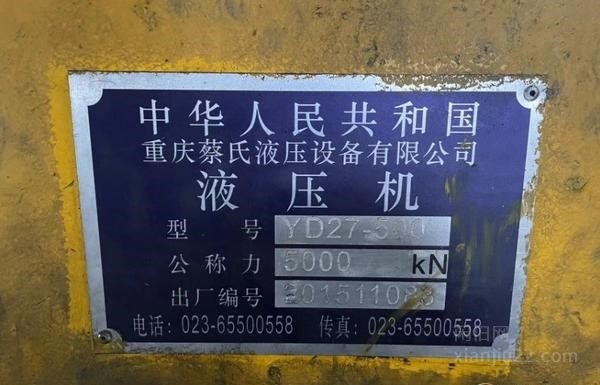 中华人民共和国
重庆蔡氏液压设备有限公司
液压机
型号 YD27-500
公称力 5000 kN
出厂编号 201511083
电话: 023-65500558 传真: 023-65500558